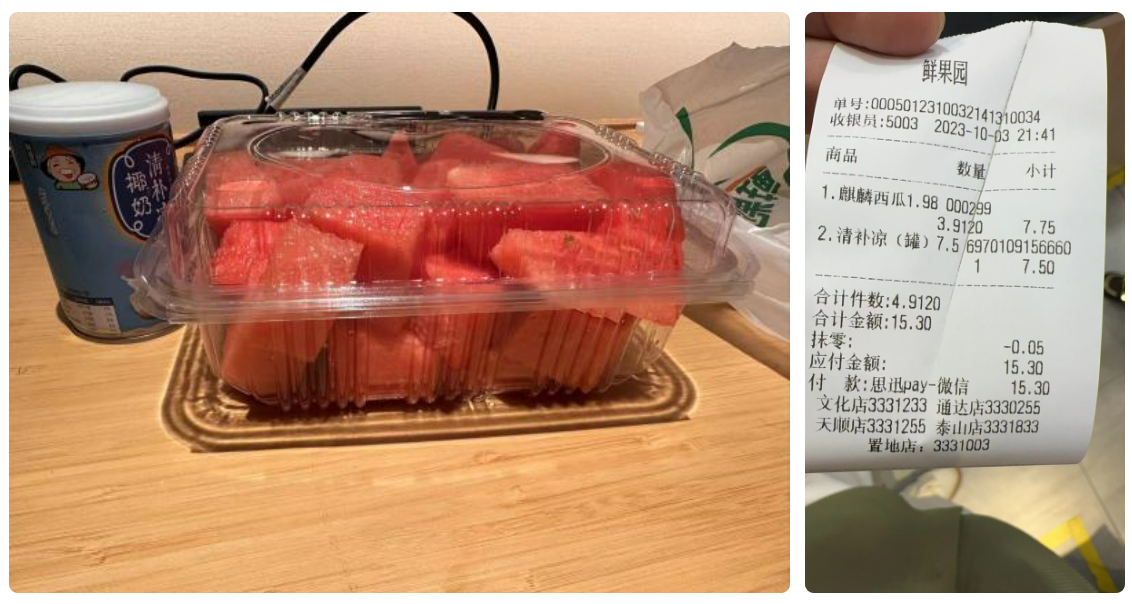 清补
椰奶
鲜果园
单号:0005012310032141310034
收银员:5003 2023-10-03 21:41
商品 数量 小计
1.麒麟西瓜1.98 000299
3.9120 7.75
2.清补凉（罐）7.5 6970109156660
1 7.50
合计件数:4.9120
合计金额:15.30
抹零: -0.05
应付金额: 15.30
付 款:思迅pay-微信 15.30
文化店3331233 通达店3330255
天顺店3331255 泰山店3331833
置地店: 3331003